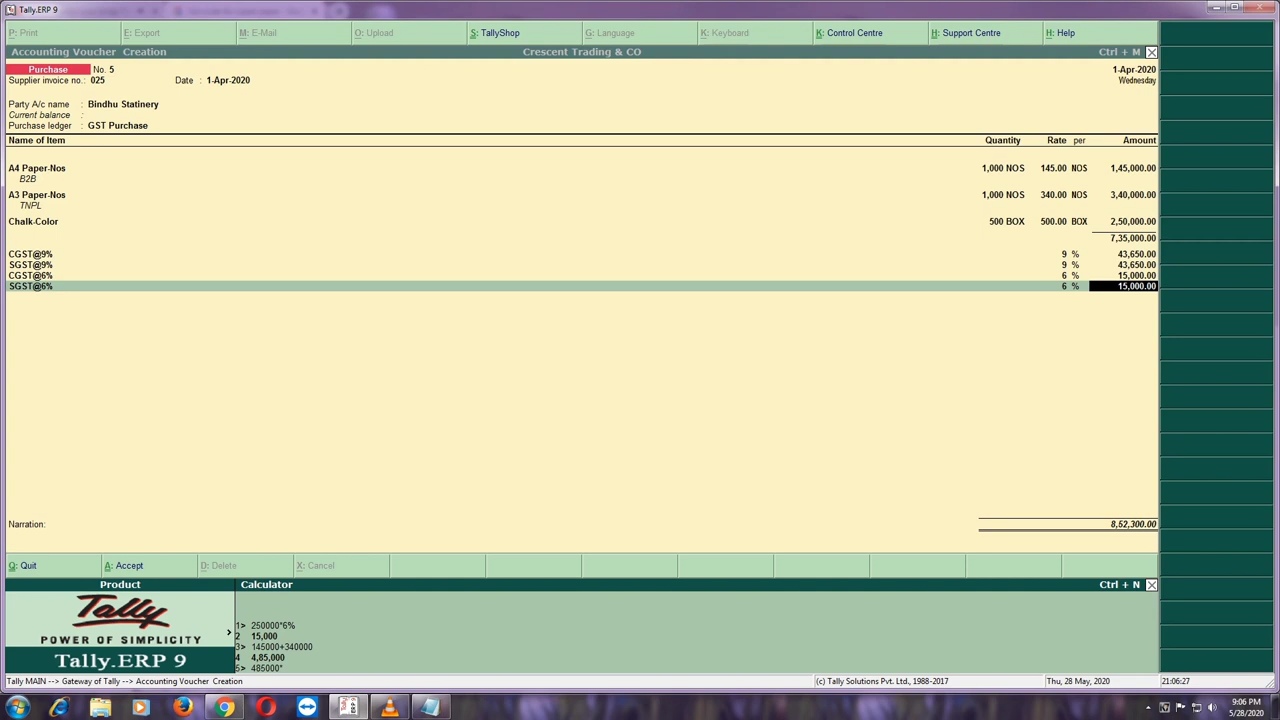 Tally.ERP 9
P: Print E: Export M: E-Mail O: Upload S: TallyShop G: Language K: Keyboard K: Control Centre H: Support Centre H: Help
Accounting Voucher Creation Crescent Trading & CO Ctrl + M
Purchase No. 5 1-Apr-2020
Supplier invoice no.: 025 Date : 1-Apr-2020 Wednesday
Party A/c name : Bindhu Statinery
Current balance :
Purchase ledger : GST Purchase
Name of Item Quantity Rate per Amount
A4 Paper-Nos 1,000 NOS 145.00 NOS 1,45,000.00
B2B
A3 Paper-Nos 1,000 NOS 340.00 NOS 3,40,000.00
TNPL
Chalk-Color 500 BOX 500.00 BOX 2,50,000.00
7,35,000.00
CGST@9% 9 % 43,650.00
SGST@9% 9 % 43,650.00
CGST@6% 6 % 15,000.00
SGST@6% 6 % 15,000.00
Narration: 8,52,300.00
Q: Quit A: Accept D: Delete X: Cancel
Product Calculator Ctrl + N
Tally
POWER OF SIMPLICITY
Tally.ERP 9
1> 250000*6%
2 15,000
3> 145000+340000
4 4,85,000
5> 485000*
Tally MAIN --> Gateway of Tally --> Accounting Voucher Creation (c) Tally Solutions Pvt. Ltd., 1988-2017 Thu, 28 May, 2020 21:06:27
9:06 PM
5/28/2020